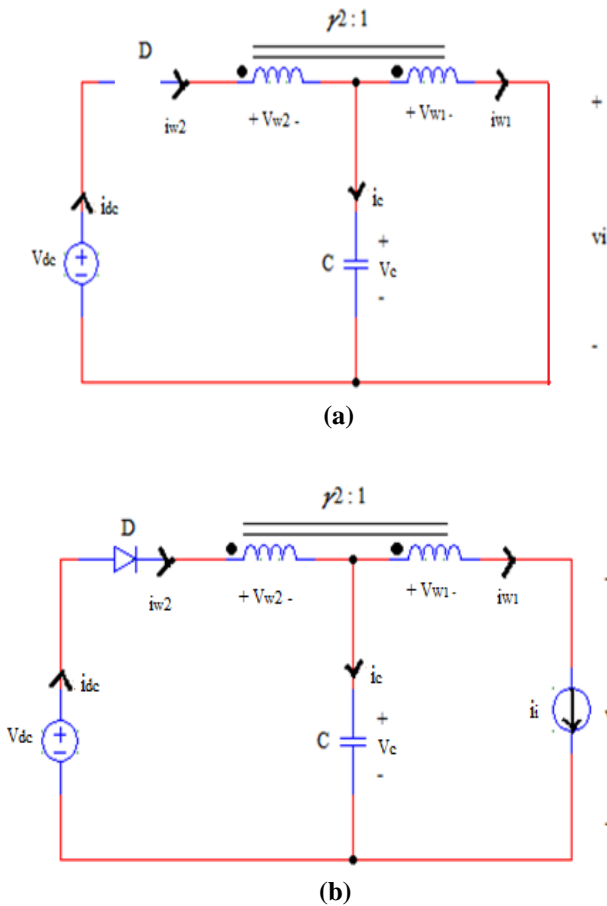 γ2 : 1
D
iw2
+ Vw2 -
+ Vw1 -
iw1
+
idc
ic
Vdc
+
-
C
+
Vc
-
vi
-
(a)
γ2 : 1
D
iw2
+ Vw2 -
+ Vw1 -
iw1
idc
ic
ii
Vdc
+
-
C
+
Vc
-
(b)